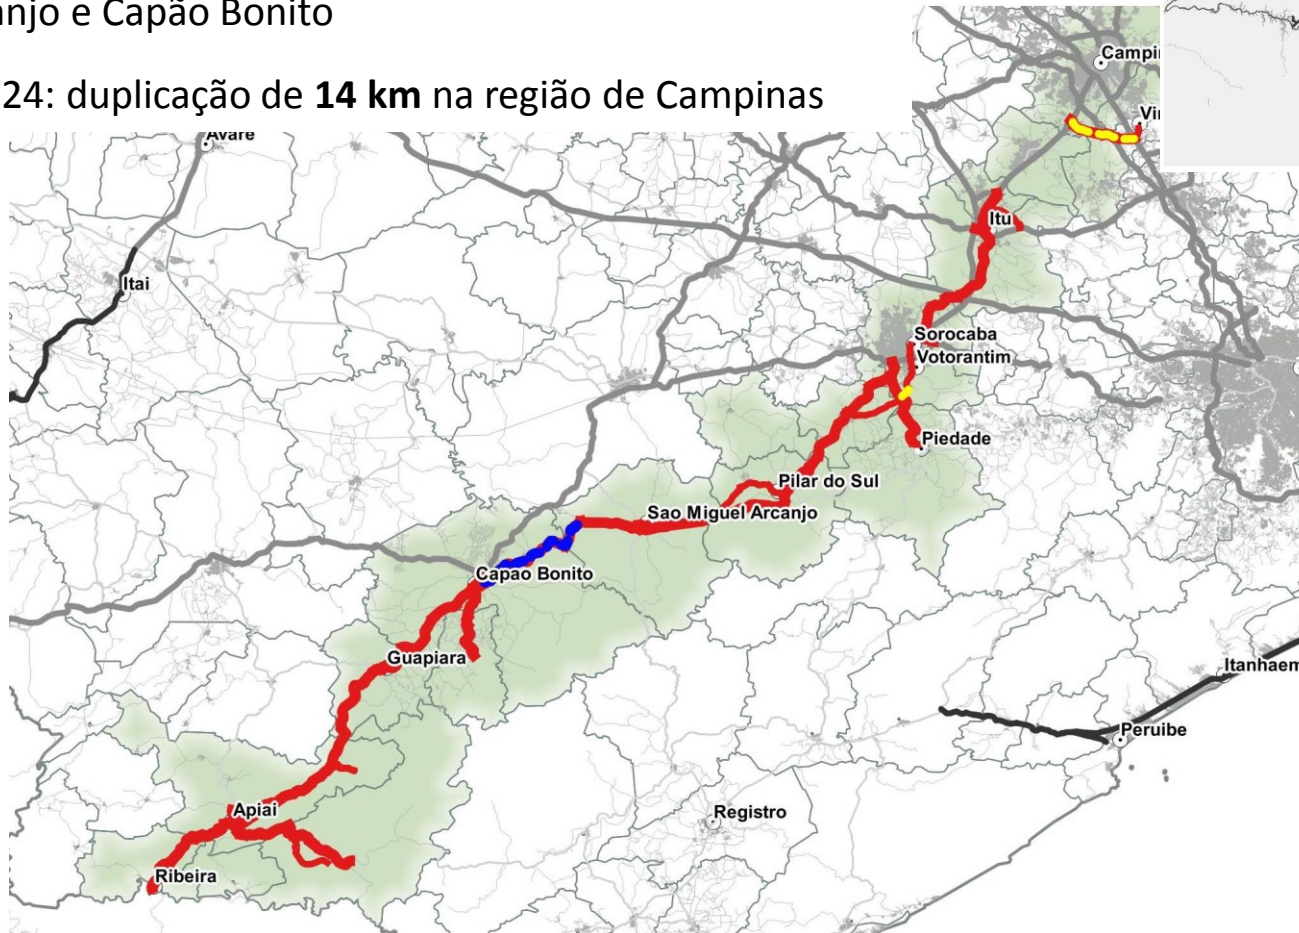 anjo e Capão Bonito
24: duplicação de 14 km na região de Campinas
Campi
Vi
Avare
Itu
Itai
Sorocaba
Votorantim
Piedade
Pilar do Sul
Sao Miguel Arcanjo
Capao Bonito
Guapiara
Itanhaem
Peruibe
Apiai
Registro
Ribeira